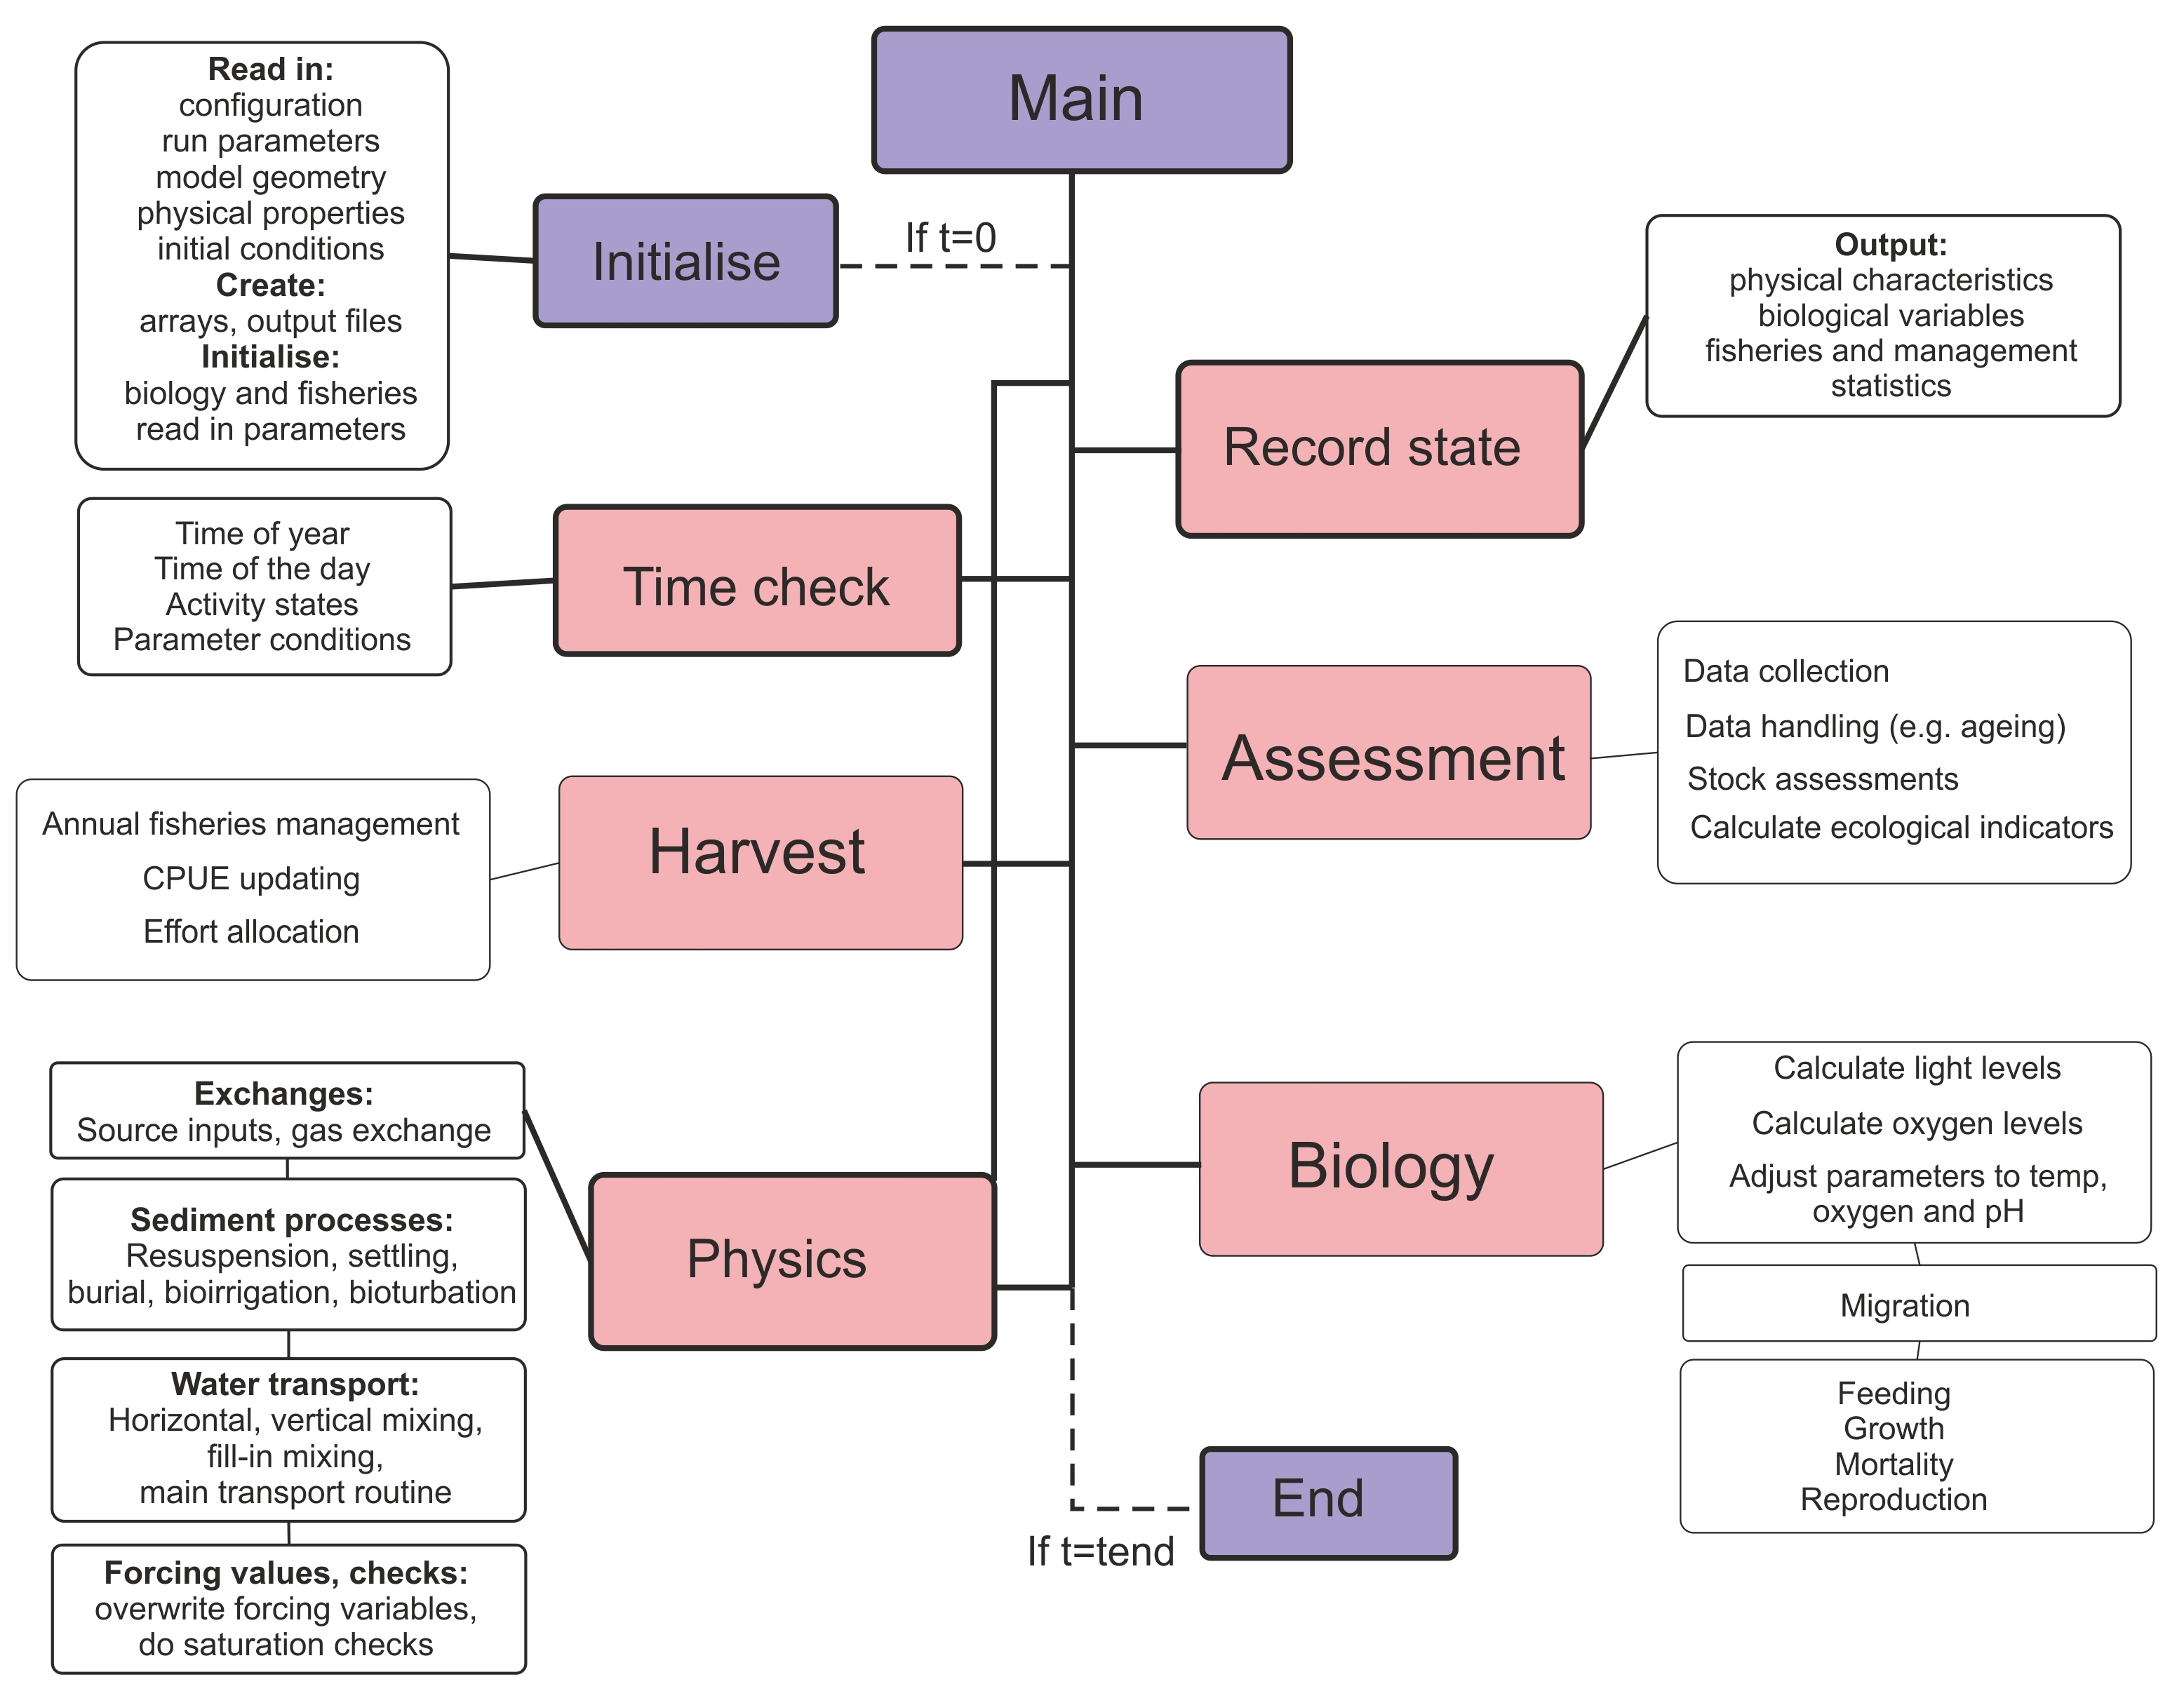 Main
Read in:
configuration
run parameters
model geometry
physical properties
initial conditions
Create:
arrays, output files
Initialise:
biology and fisheries
read in parameters
Initialise
If t=0
Output:
physical characteristics
biological variables
fisheries and management
statistics
Record state
Time of year
Time of the day
Activity states
Parameter conditions
Time check
Data collection
Data handling (e.g. ageing)
Stock assessments
Calculate ecological indicators
Assessment
Annual fisheries management
CPUE updating
Effort allocation
Harvest
Calculate light levels
Calculate oxygen levels
Adjust parameters to temp,
oxygen and pH
Biology
Migration
Feeding
Growth
Mortality
Reproduction
Exchanges:
Source inputs, gas exchange
Physics
Sediment processes:
Resuspension, settling,
burial, bioirrigation, bioturbation
Water transport:
Horizontal, vertical mixing,
fill-in mixing,
main transport routine
Forcing values, checks:
overwrite forcing variables,
do saturation checks
End
If t=tend